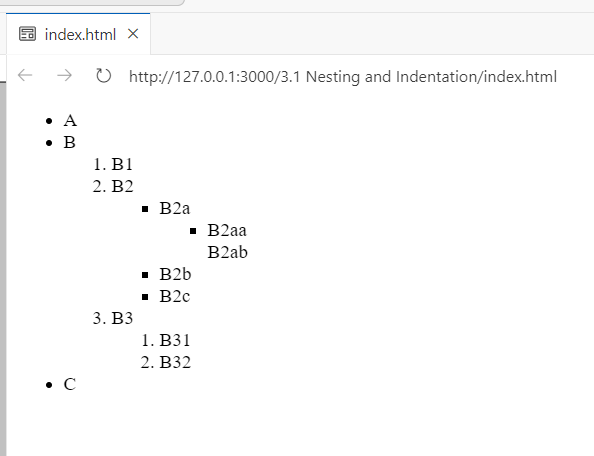 index.html
http://127.0.0.1:3000/3.1 Nesting and Indentation/index.html
A
B
1. B1
2. B2
B2a
B2aa
B2ab
B2b
B2c
3. B3
1. B31
2. B32
C